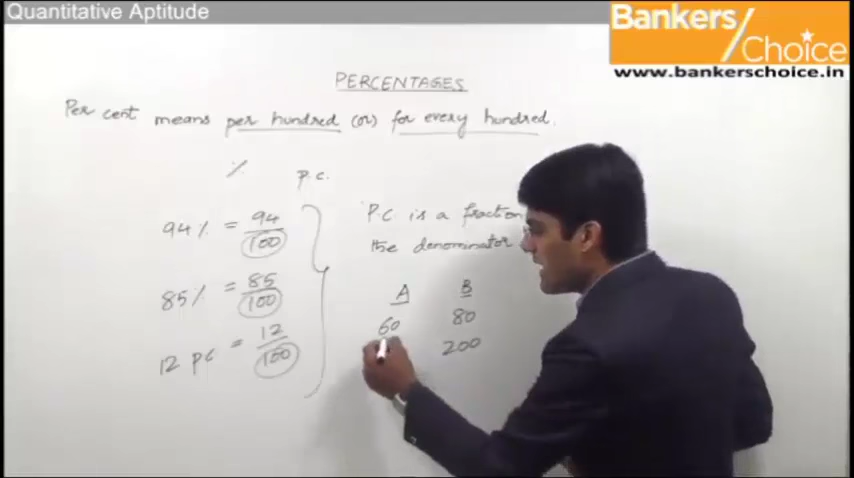 Quantitative Aptitude
Bankers
Choice
www.bankerschoice.in
PERCENTAGES
Per cent means per hundred (or) for every hundred.
% P.C.
94% = 94/100
85% = 85/100
12 PC = 12/100
P.C is a fraction
the denominator
A B
60 80
200